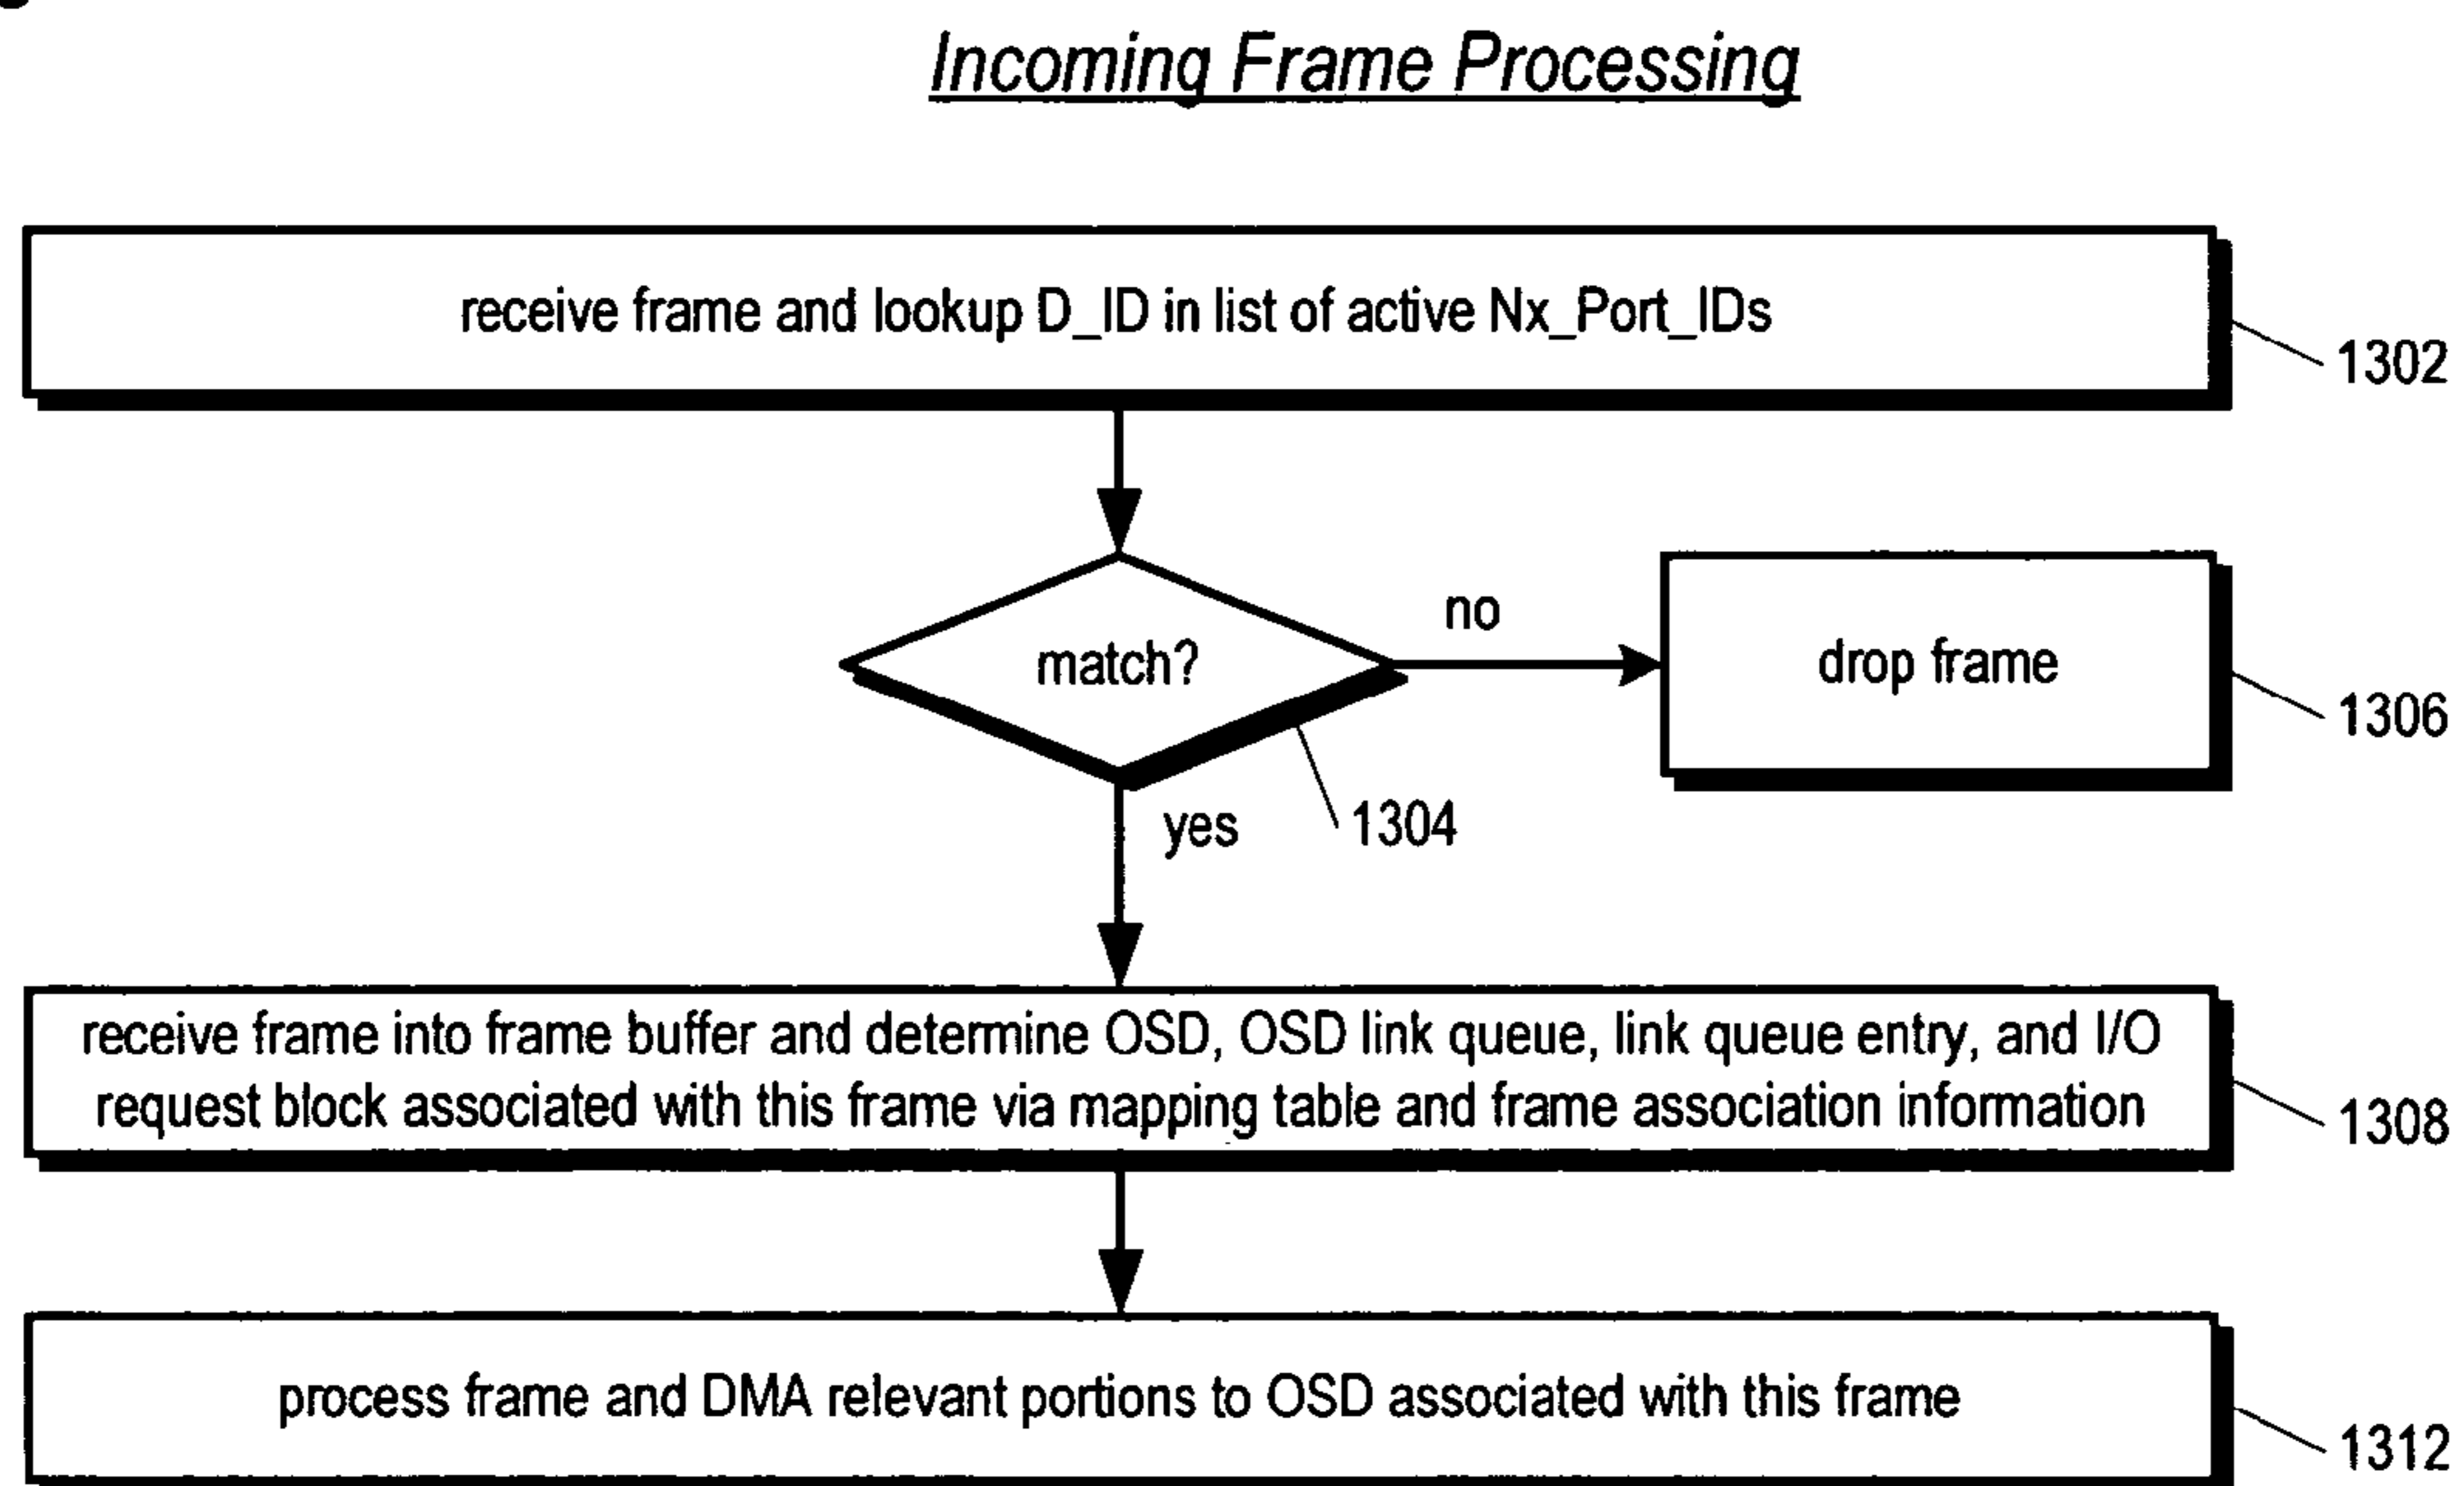 Incoming Frame Processing
receive frame and lookup D_ID in list of active Nx_Port_IDs
1302
no
match?
drop frame
1306
yes
1304
receive frame into frame buffer and determine OSD, OSD link queue, link queue entry, and I/O
request block associated with this frame via mapping table and frame association information
1308
process frame and DMA relevant portions to OSD associated with this frame
1312